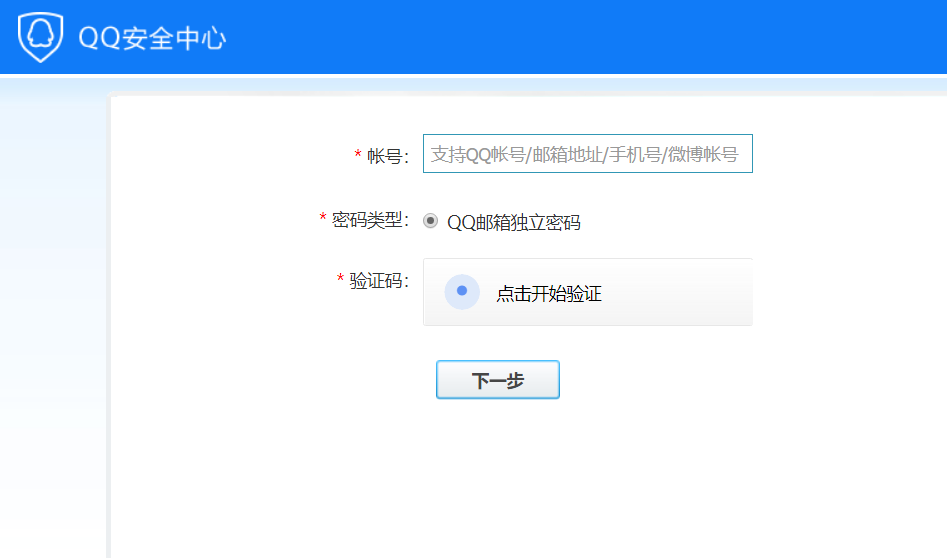 QQ安全中心
* 帐号： 支持QQ帐号/邮箱地址/手机号/微博帐号
* 密码类型： QQ邮箱独立密码
* 验证码： 点击开始验证
下一步